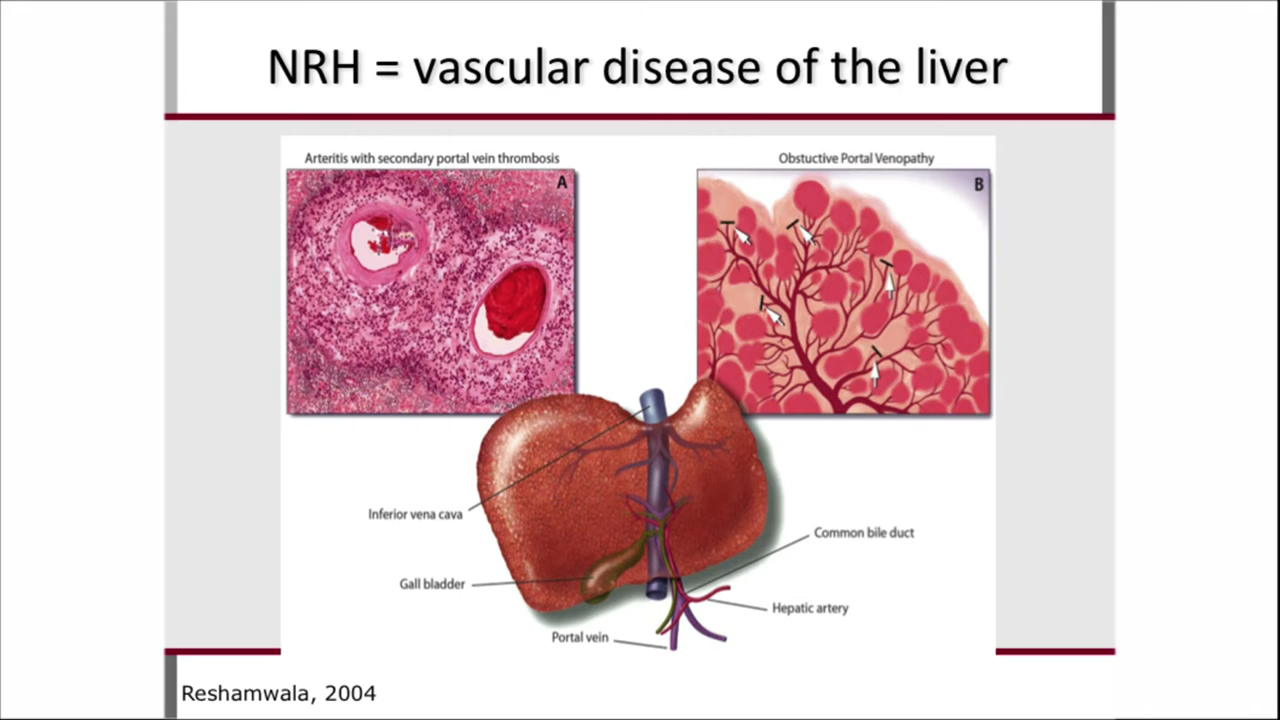 NRH = vascular disease of the liver
Arteritis with secondary portal vein thrombosis
A
Obstuctive Portal Venopathy
B
Inferior vena cava
Common bile duct
Gall bladder
Hepatic artery
Portal vein
Reshamwala, 2004